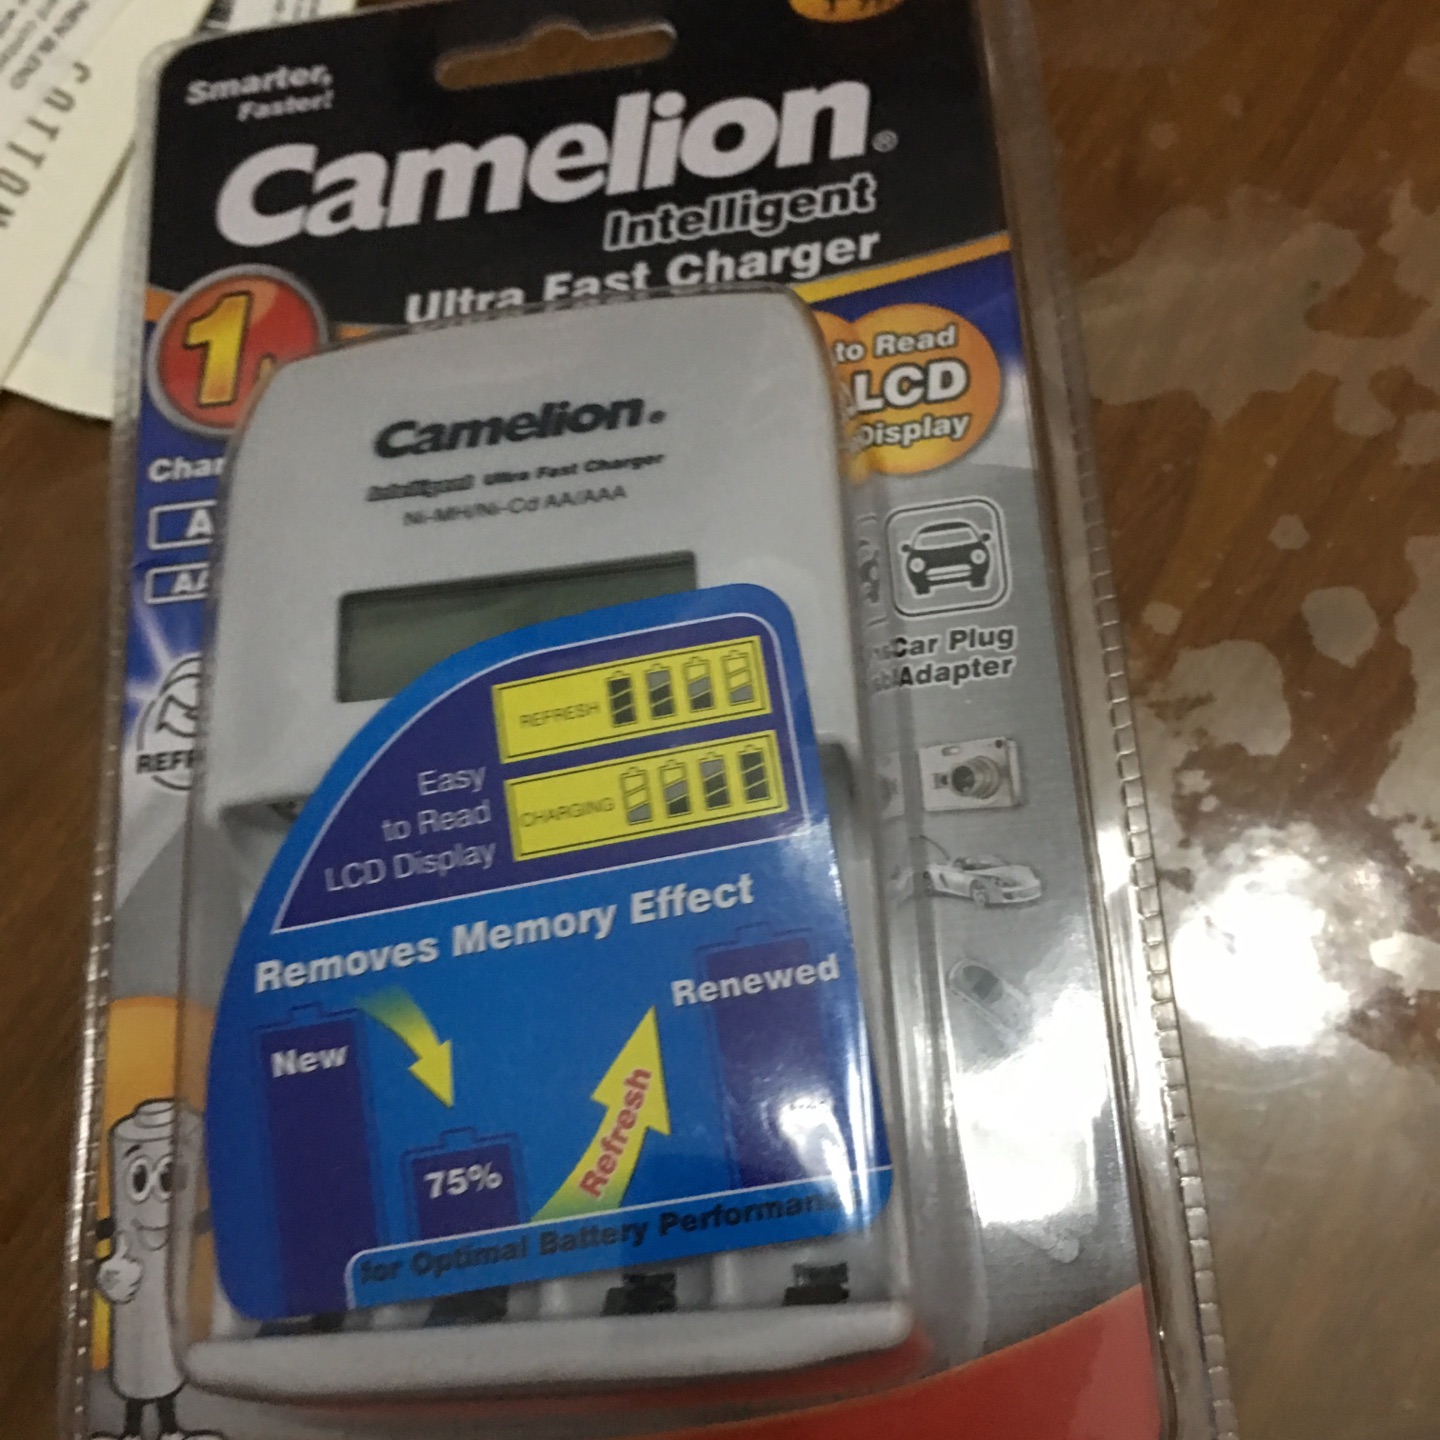 Smarter,
Faster!
Camelion®
Intelligent
Ultra Fast Charger
1
to Read
LCD
Display
Camelion®
Intelligent Ultra Fast Charger
Ni-MH/Ni-Cd AA/AAA
Car Plug
Adapter
REFRESH
CHARGING
Easy
to Read
LCD Display
Removes Memory Effect
New
75%
Refresh
Renewed
for Optimal Battery